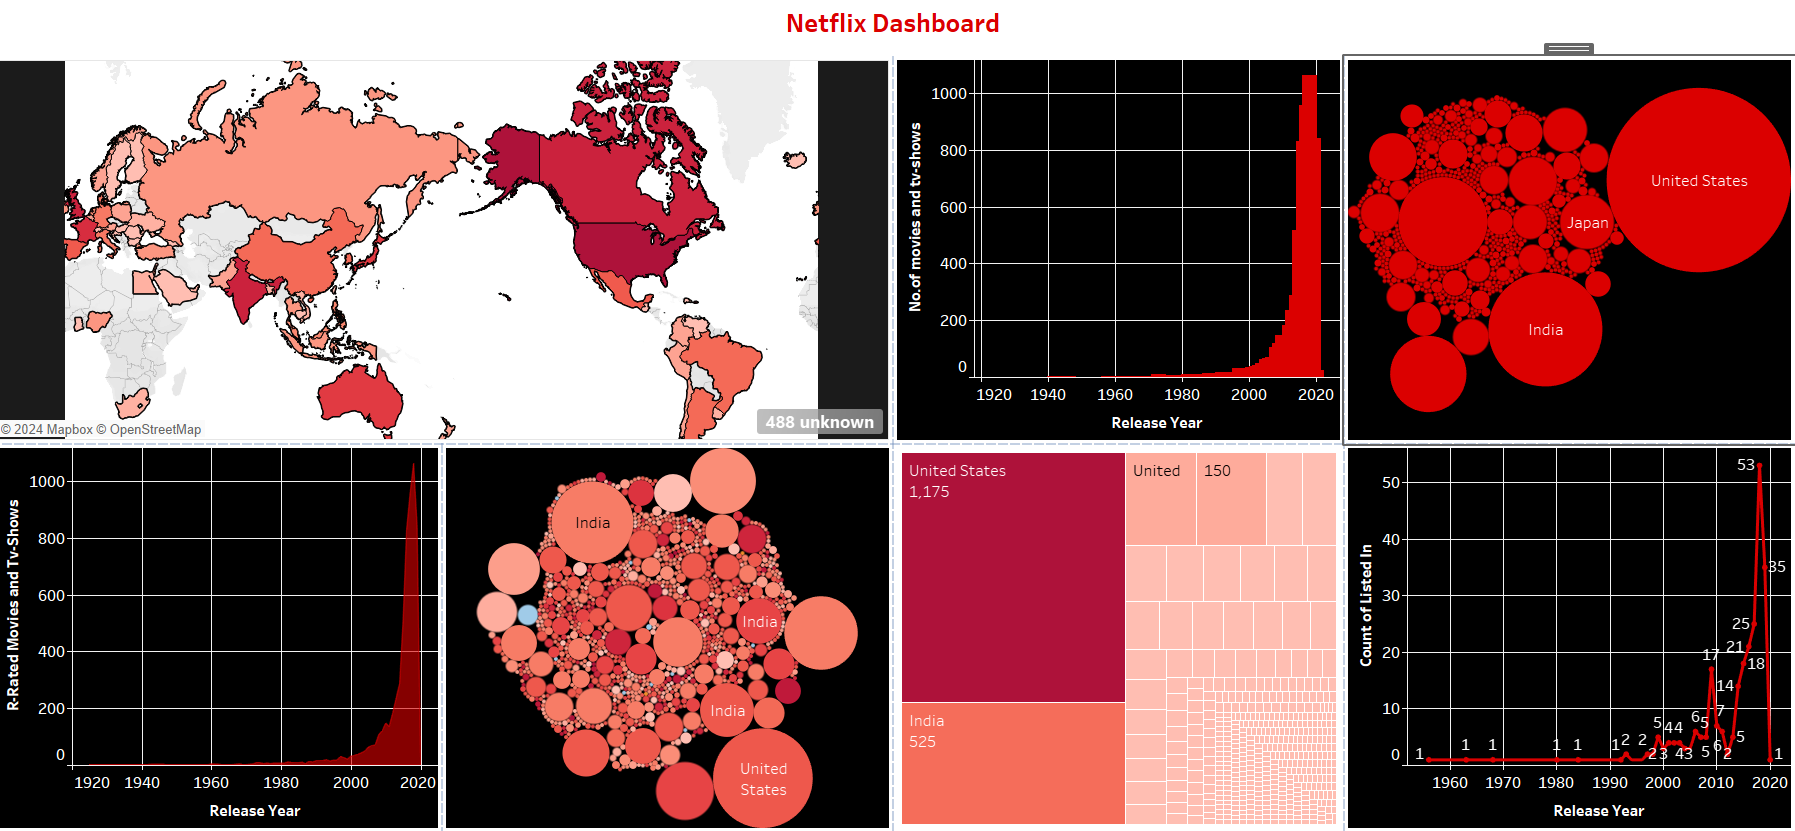 Netflix Dashboard
© 2024 Mapbox © OpenStreetMap
488 unknown
No.of movies and tv-shows
1000
800
600
400
200
0
1920 1940 1960 1980 2000 2020
Release Year
United States
Japan
India
R-Rated Movies and Tv-Shows
1000
800
600
400
200
0
1920 1940 1960 1980 2000 2020
Release Year
India
India
India
United
States
United States
1,175
India
525
United
150
Count of Listed In
50
40
30
20
10
0
1
1
1
1
1
1
2
2
2
5
3
4
4
4
3
6
5
5
17
7
6
2
5
14
18
21
25
53
35
1
1960 1970 1980 1990 2000 2010 2020
Release Year